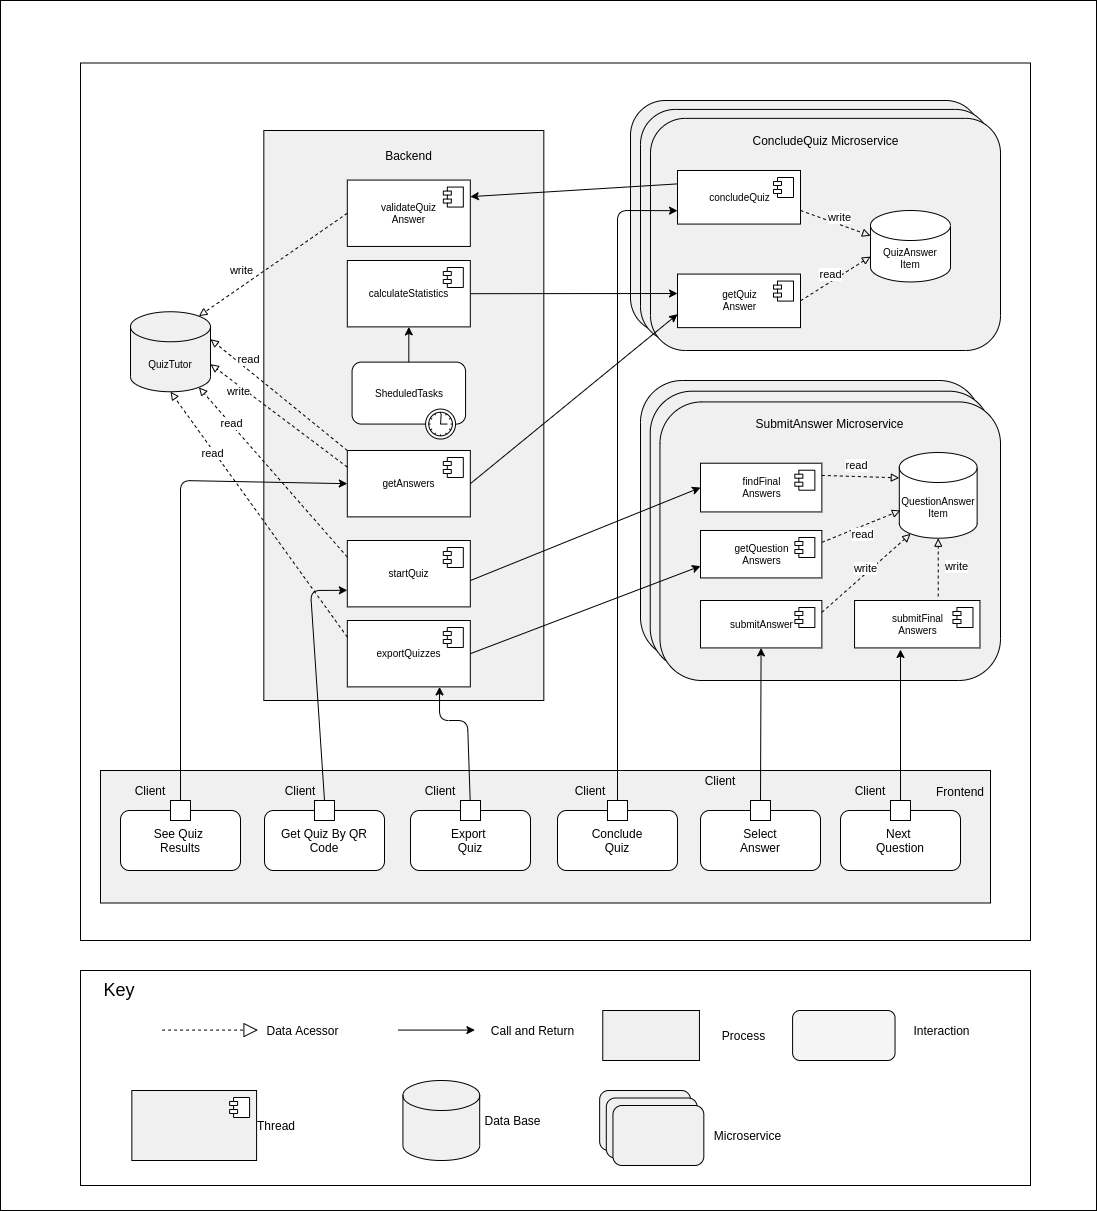 Backend
validateQuiz
Answer
calculateStatistics
SheduledTasks
getAnswers
startQuiz
exportQuizzes
write
read
write
read
read
QuizTutor
ConcludeQuiz Microservice
concludeQuiz
write
QuizAnswer
Item
read
getQuiz
Answer
SubmitAnswer Microservice
findFinal
Answers
read
QuestionAnswer
Item
getQuestion
Answers
read
write
write
submitAnswer
submitFinal
Answers
Client
Client
Client
Client
Client
Client
Frontend
See Quiz
Results
Get Quiz By QR
Code
Export
Quiz
Conclude
Quiz
Select
Answer
Next
Question
Key
Data Acessor
Call and Return
Process
Interaction
Thread
Data Base
Microservice